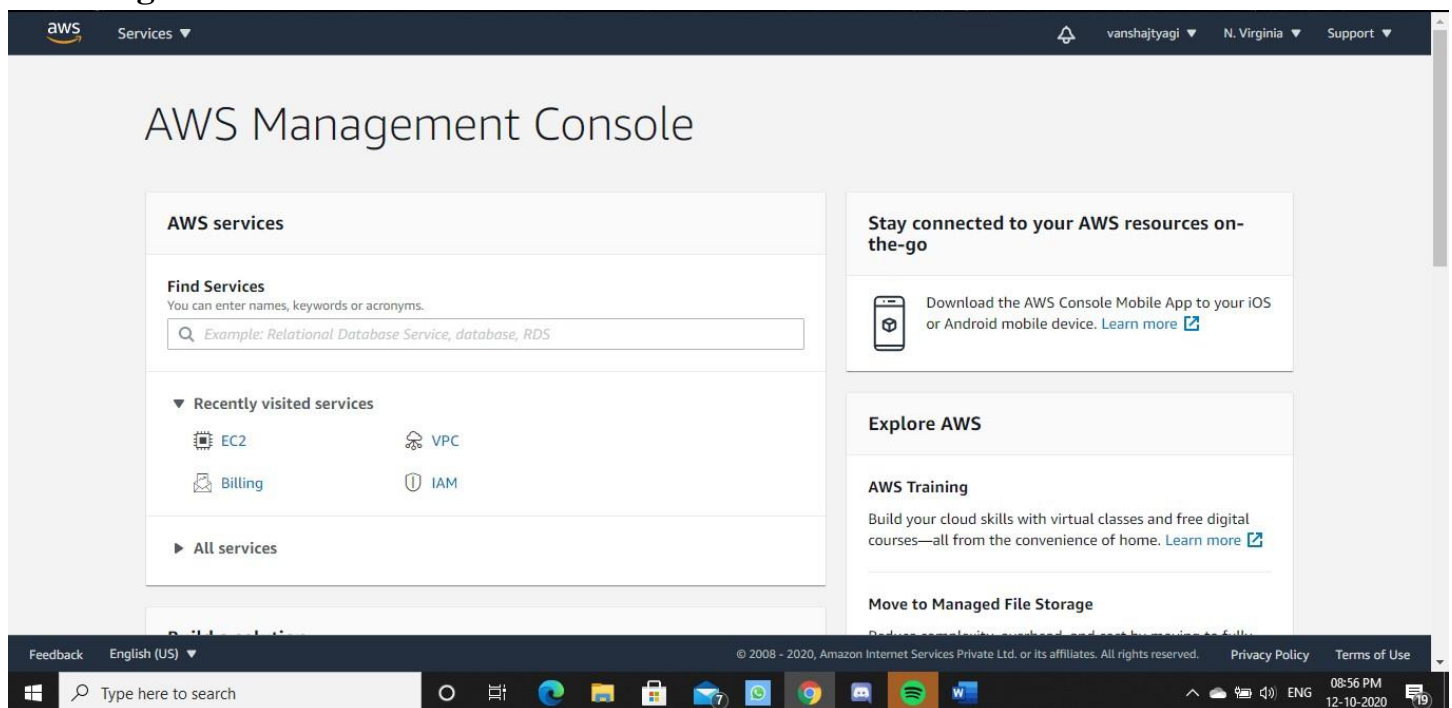 aws
Services ▼
vanshajtyagi ▼
N. Virginia ▼
Support ▼
AWS Management Console
AWS services
Find Services
You can enter names, keywords or acronyms.
Example: Relational Database Service, database, RDS
▼ Recently visited services
EC2
VPC
Billing
IAM
▶ All services
Stay connected to your AWS resources on-
the-go
Download the AWS Console Mobile App to your iOS
or Android mobile device. Learn more
Explore AWS
AWS Training
Build your cloud skills with virtual classes and free digital
courses—all from the convenience of home. Learn more
Move to Managed File Storage
Feedback
English (US) ▼
© 2008 - 2020, Amazon Internet Services Private Ltd. or its affiliates. All rights reserved.
Privacy Policy
Terms of Use
Type here to search
7
ENG
08:56 PM
12-10-2020
19